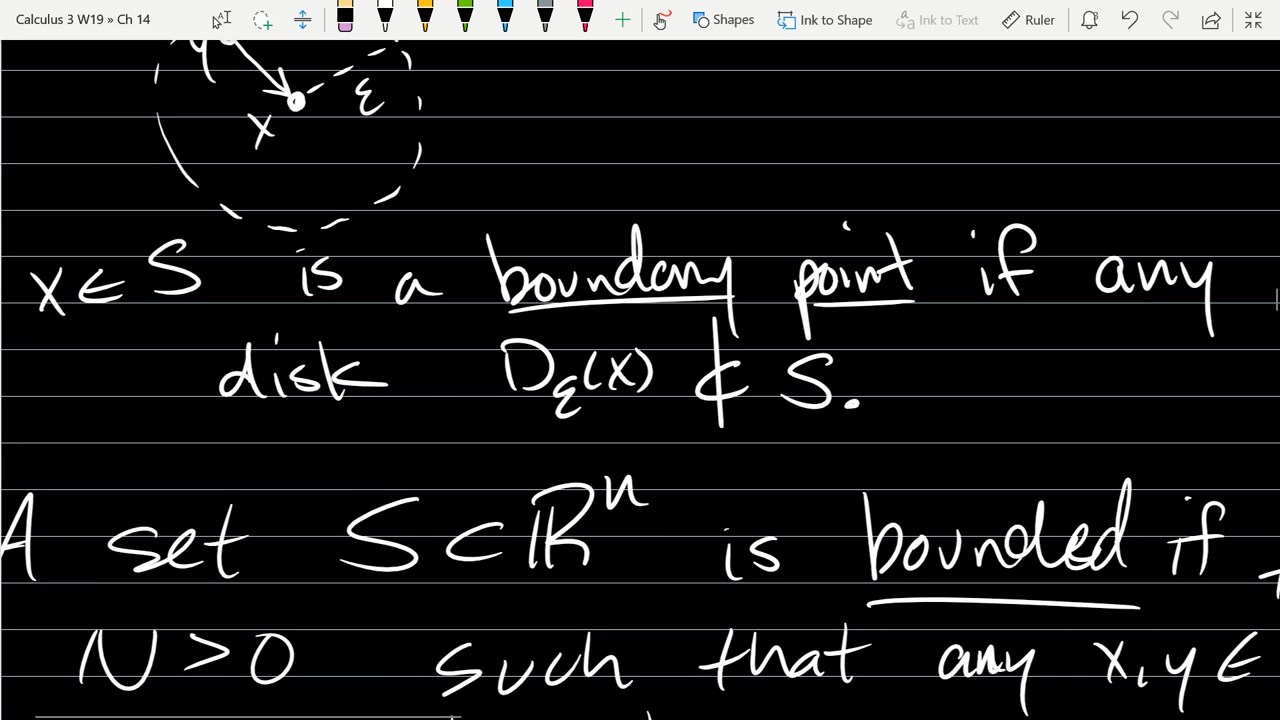 Calculus 3 W19 » Ch 14
Shapes
Ink to Shape
Ink to Text
Ruler
y
x
ε
x ∈ S is a boundary point if any
disk D_ε(x) ⊄ S.
A set S ⊂ ℝⁿ is bounded if
N > 0 such that any x, y ∈